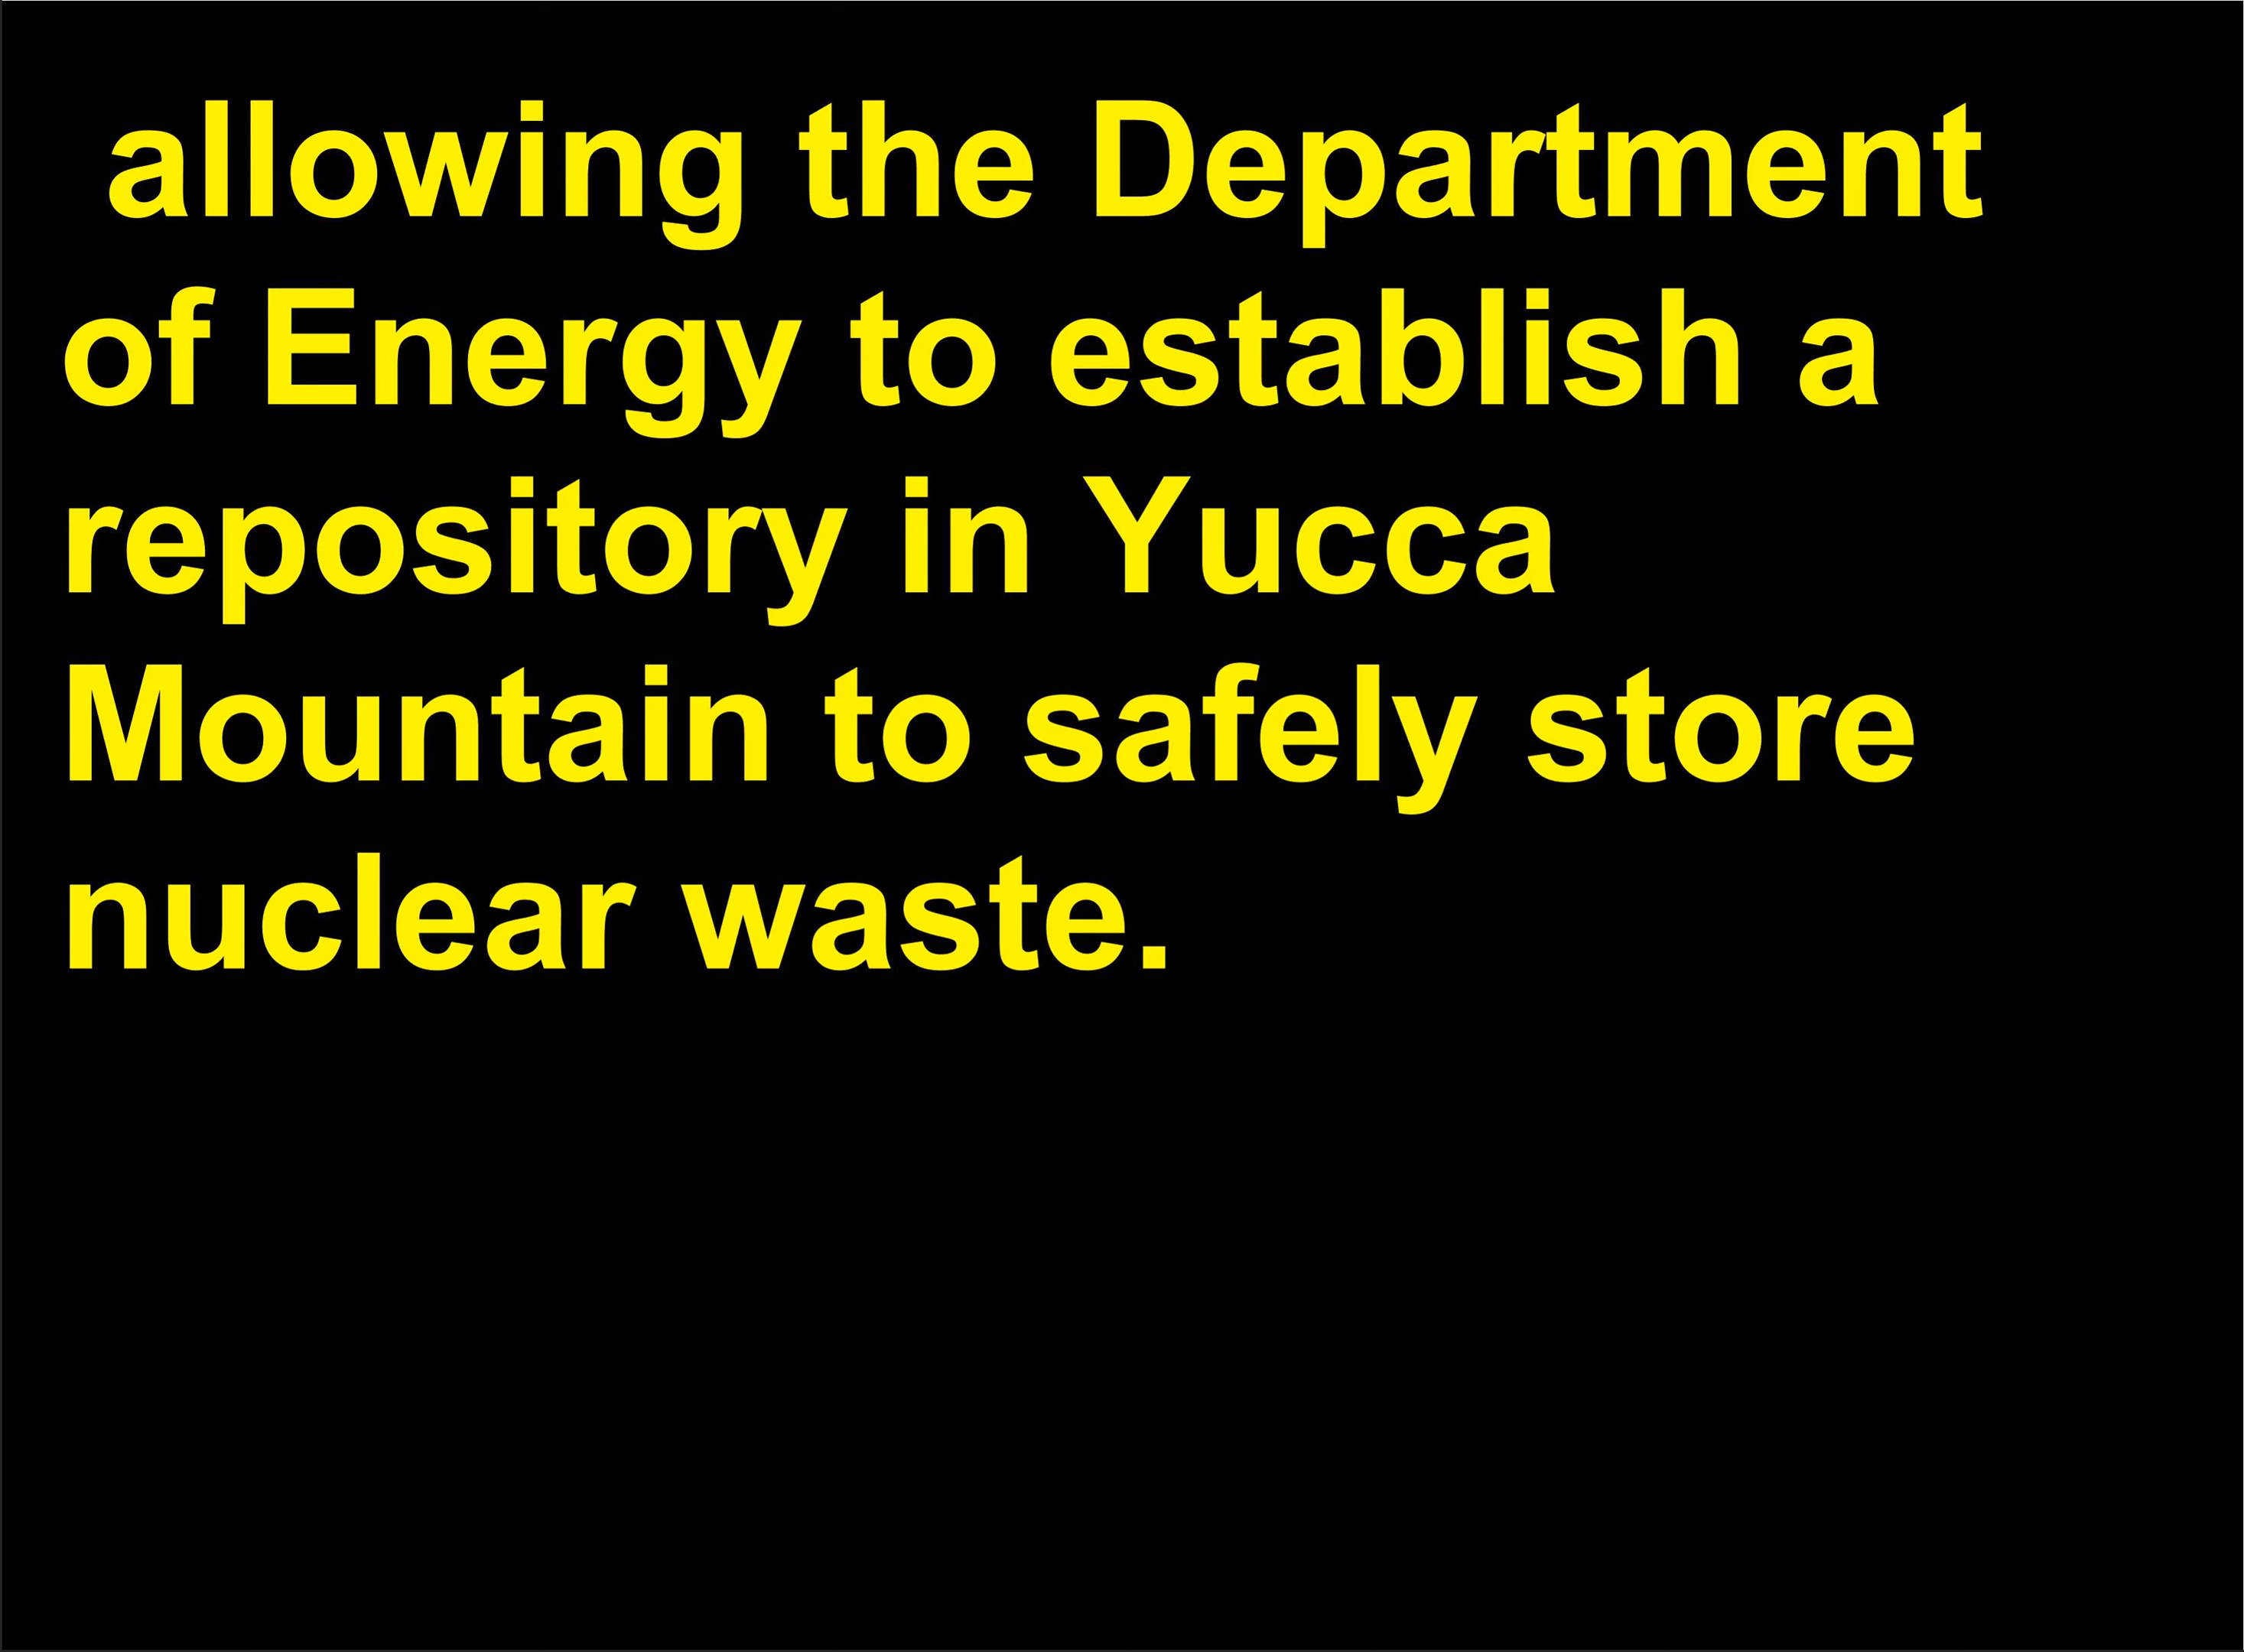 allowing the Department
of Energy to establish a
repository in Yucca
Mountain to safely store
nuclear waste.